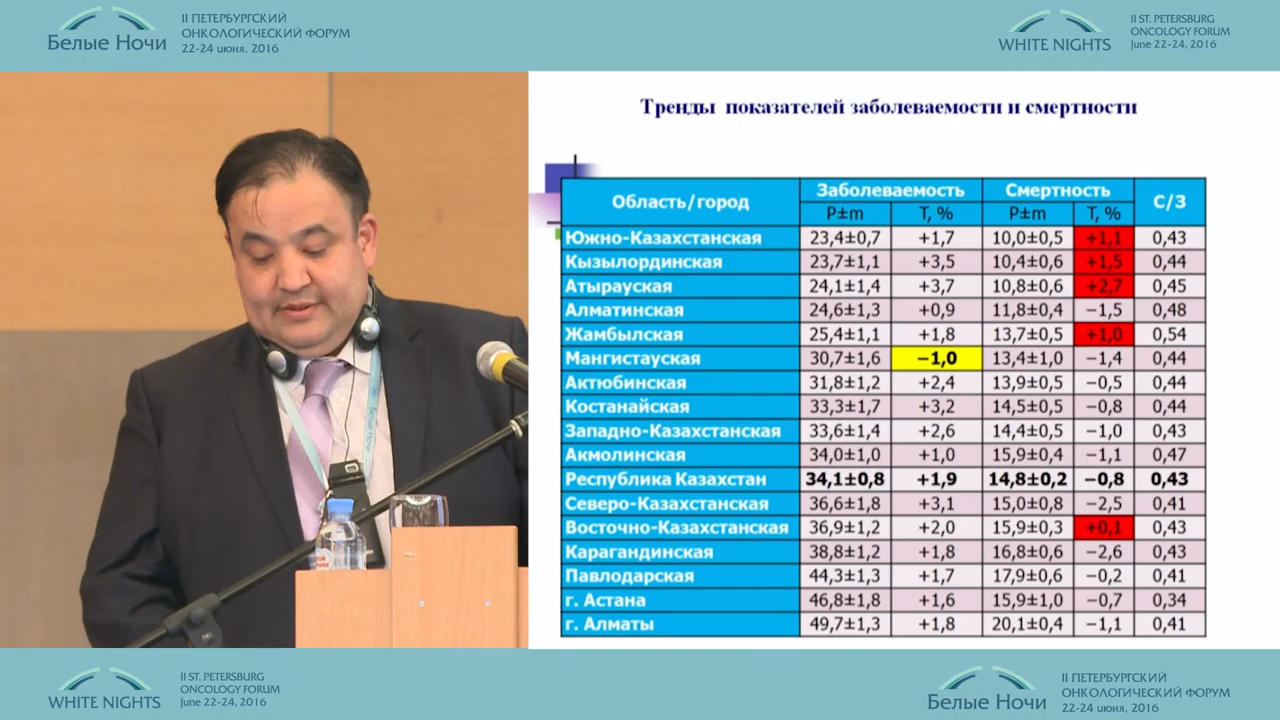 Белые Ночи
II ПЕТЕРБУРГСКИЙ
ОНКОЛОГИЧЕСКИЙ ФОРУМ
22-24 июня, 2016
WHITE NIGHTS
II ST. PETERSBURG
ONCOLOGY FORUM
June 22-24, 2016
Тренды показателей заболеваемости и смертности
Область/город Заболеваемость Смертность С/З
P±m T, % P±m T, %
Южно-Казахстанская 23,4±0,7 +1,7 10,0±0,5 +1,1 0,43
Кызылординская 23,7±1,1 +3,5 10,4±0,6 +1,5 0,44
Атырауская 24,1±1,4 +3,7 10,8±0,6 +2,7 0,45
Алматинская 24,6±1,3 +0,9 11,8±0,4 −1,5 0,48
Жамбылская 25,4±1,1 +1,8 13,7±0,5 +1,0 0,54
Мангистауская 30,7±1,6 −1,0 13,4±1,0 −1,4 0,44
Актюбинская 31,8±1,2 +2,4 13,9±0,5 −0,5 0,44
Костанайская 33,3±1,7 +3,2 14,5±0,5 −0,8 0,44
Западно-Казахстанская 33,6±1,4 +2,6 14,4±0,5 −1,0 0,43
Акмолинская 34,0±1,0 +1,0 15,9±0,4 −1,1 0,47
Республика Казахстан 34,1±0,8 +1,9 14,8±0,2 −0,8 0,43
Северо-Казахстанская 36,6±1,8 +3,1 15,0±0,8 −2,5 0,41
Восточно-Казахстанская 36,9±1,2 +2,0 15,9±0,3 +0,1 0,43
Карагандинская 38,8±1,2 +1,8 16,8±0,6 −2,6 0,43
Павлодарская 44,3±1,3 +1,7 17,9±0,6 −0,2 0,41
г. Астана 46,8±1,8 +1,6 15,9±1,0 −0,7 0,34
г. Алматы 49,7±1,3 +1,8 20,1±0,4 −1,1 0,41
Белые Ночи
WHITE NIGHTS
II ST. PETERSBURG
ONCOLOGY FORUM
June 22-24, 2016
Белые Ночи
II ПЕТЕРБУРГСКИЙ
ОНКОЛОГИЧЕСКИЙ ФОРУМ
22-24 июня, 2016